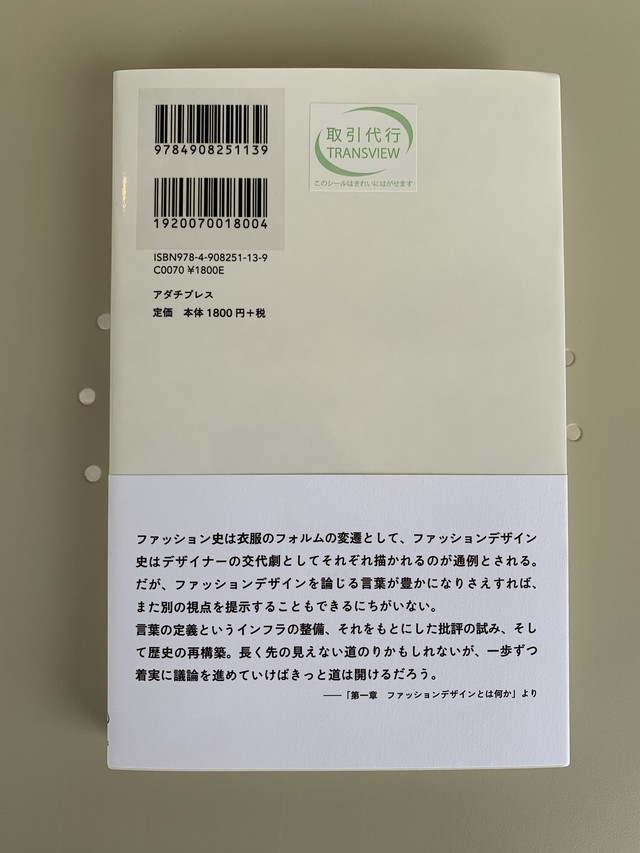 9784908251139
1920070018004
ISBN978-4-908251-13-9
C0070 ¥1800E
アダチプレス
定価 本体1800円+税
取引代行
TRANSVIEW
このシールはきれいにはがせます
ファッション史は衣服のフォルムの変遷として、ファッションデザイン
史はデザイナーの交代劇としてそれぞれ描かれるのが通例とされる。
だが、ファッションデザインを論じる言葉が豊かになりさえすれば、
また別の視点を提示することもできるにちがいない。
言葉の定義というインフラの整備、それをもとにした批評の試み、そし
て歴史の再構築。長く先の見えない道のりかもしれないが、一歩ずつ
着実に議論を進めていけばきっと道は開けるだろう。
——「第一章 ファッションデザインとは何か」より